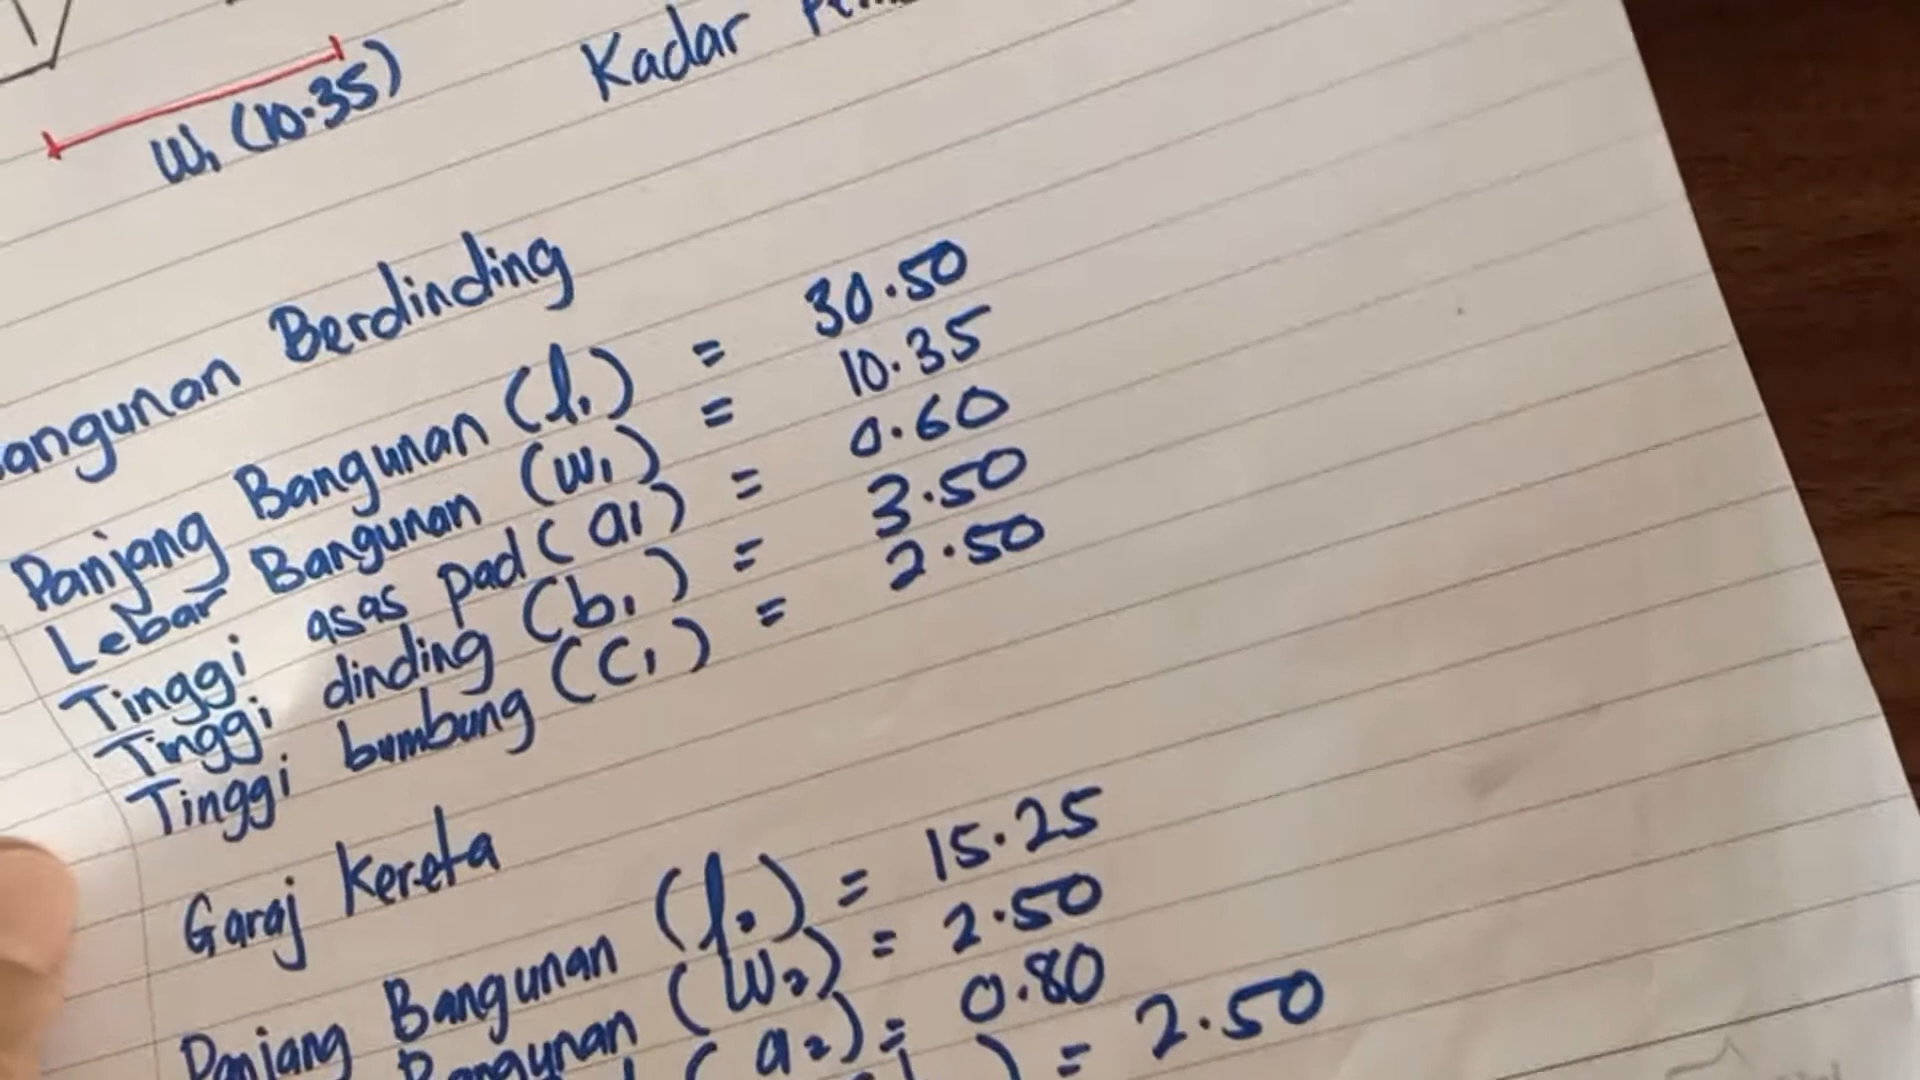 W₁ (10.35)
Kadar
Bangunan Berdinding
Panjang Bangunan (l₁) = 30.50
Lebar Bangunan (W₁) = 10.35
Tinggi asas pad (a1) = 0.60
Tinggi dinding (b₁) = 3.50
Tinggi bumbung (C₁) = 2.50
Garaj Kereta
Panjang Bangunan (l₂) = 15.25
Bangunan (W₂) = 2.50
(a₂) = 0.80
) = 2.50